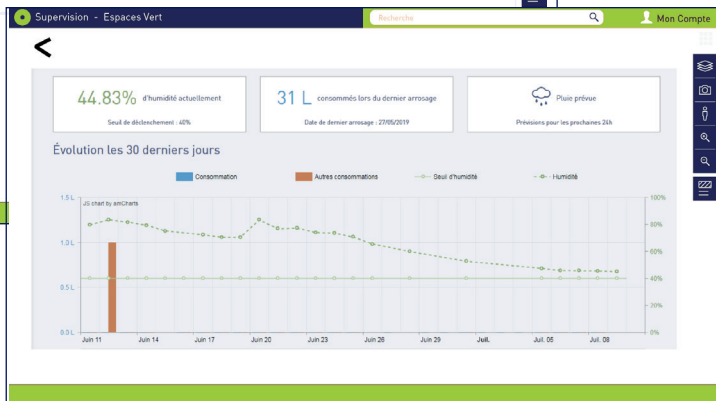 Supervision - Espaces Vert
Recherche
Mon Compte
44.83% d'humidité actuellement
Seuil de déclenchement : 40%
31 L consommés lors du dernier arrosage
Date de dernier arrosage : 27/05/2019
Pluie prévue
Prévisions pour les prochaines 24h
Évolution les 30 derniers jours
Consommation
Autres consommations
Seuil d'humidité
Humidité
JS chart by amCharts
1.5 L
1.0 L
0.5 L
0.0 L
100%
80%
60%
40%
20%
0%
Juin 11
Juin 14
Juin 17
Juin 20
Juin 23
Juin 26
Juin 29
Juil.
Juil. 05
Juil. 08